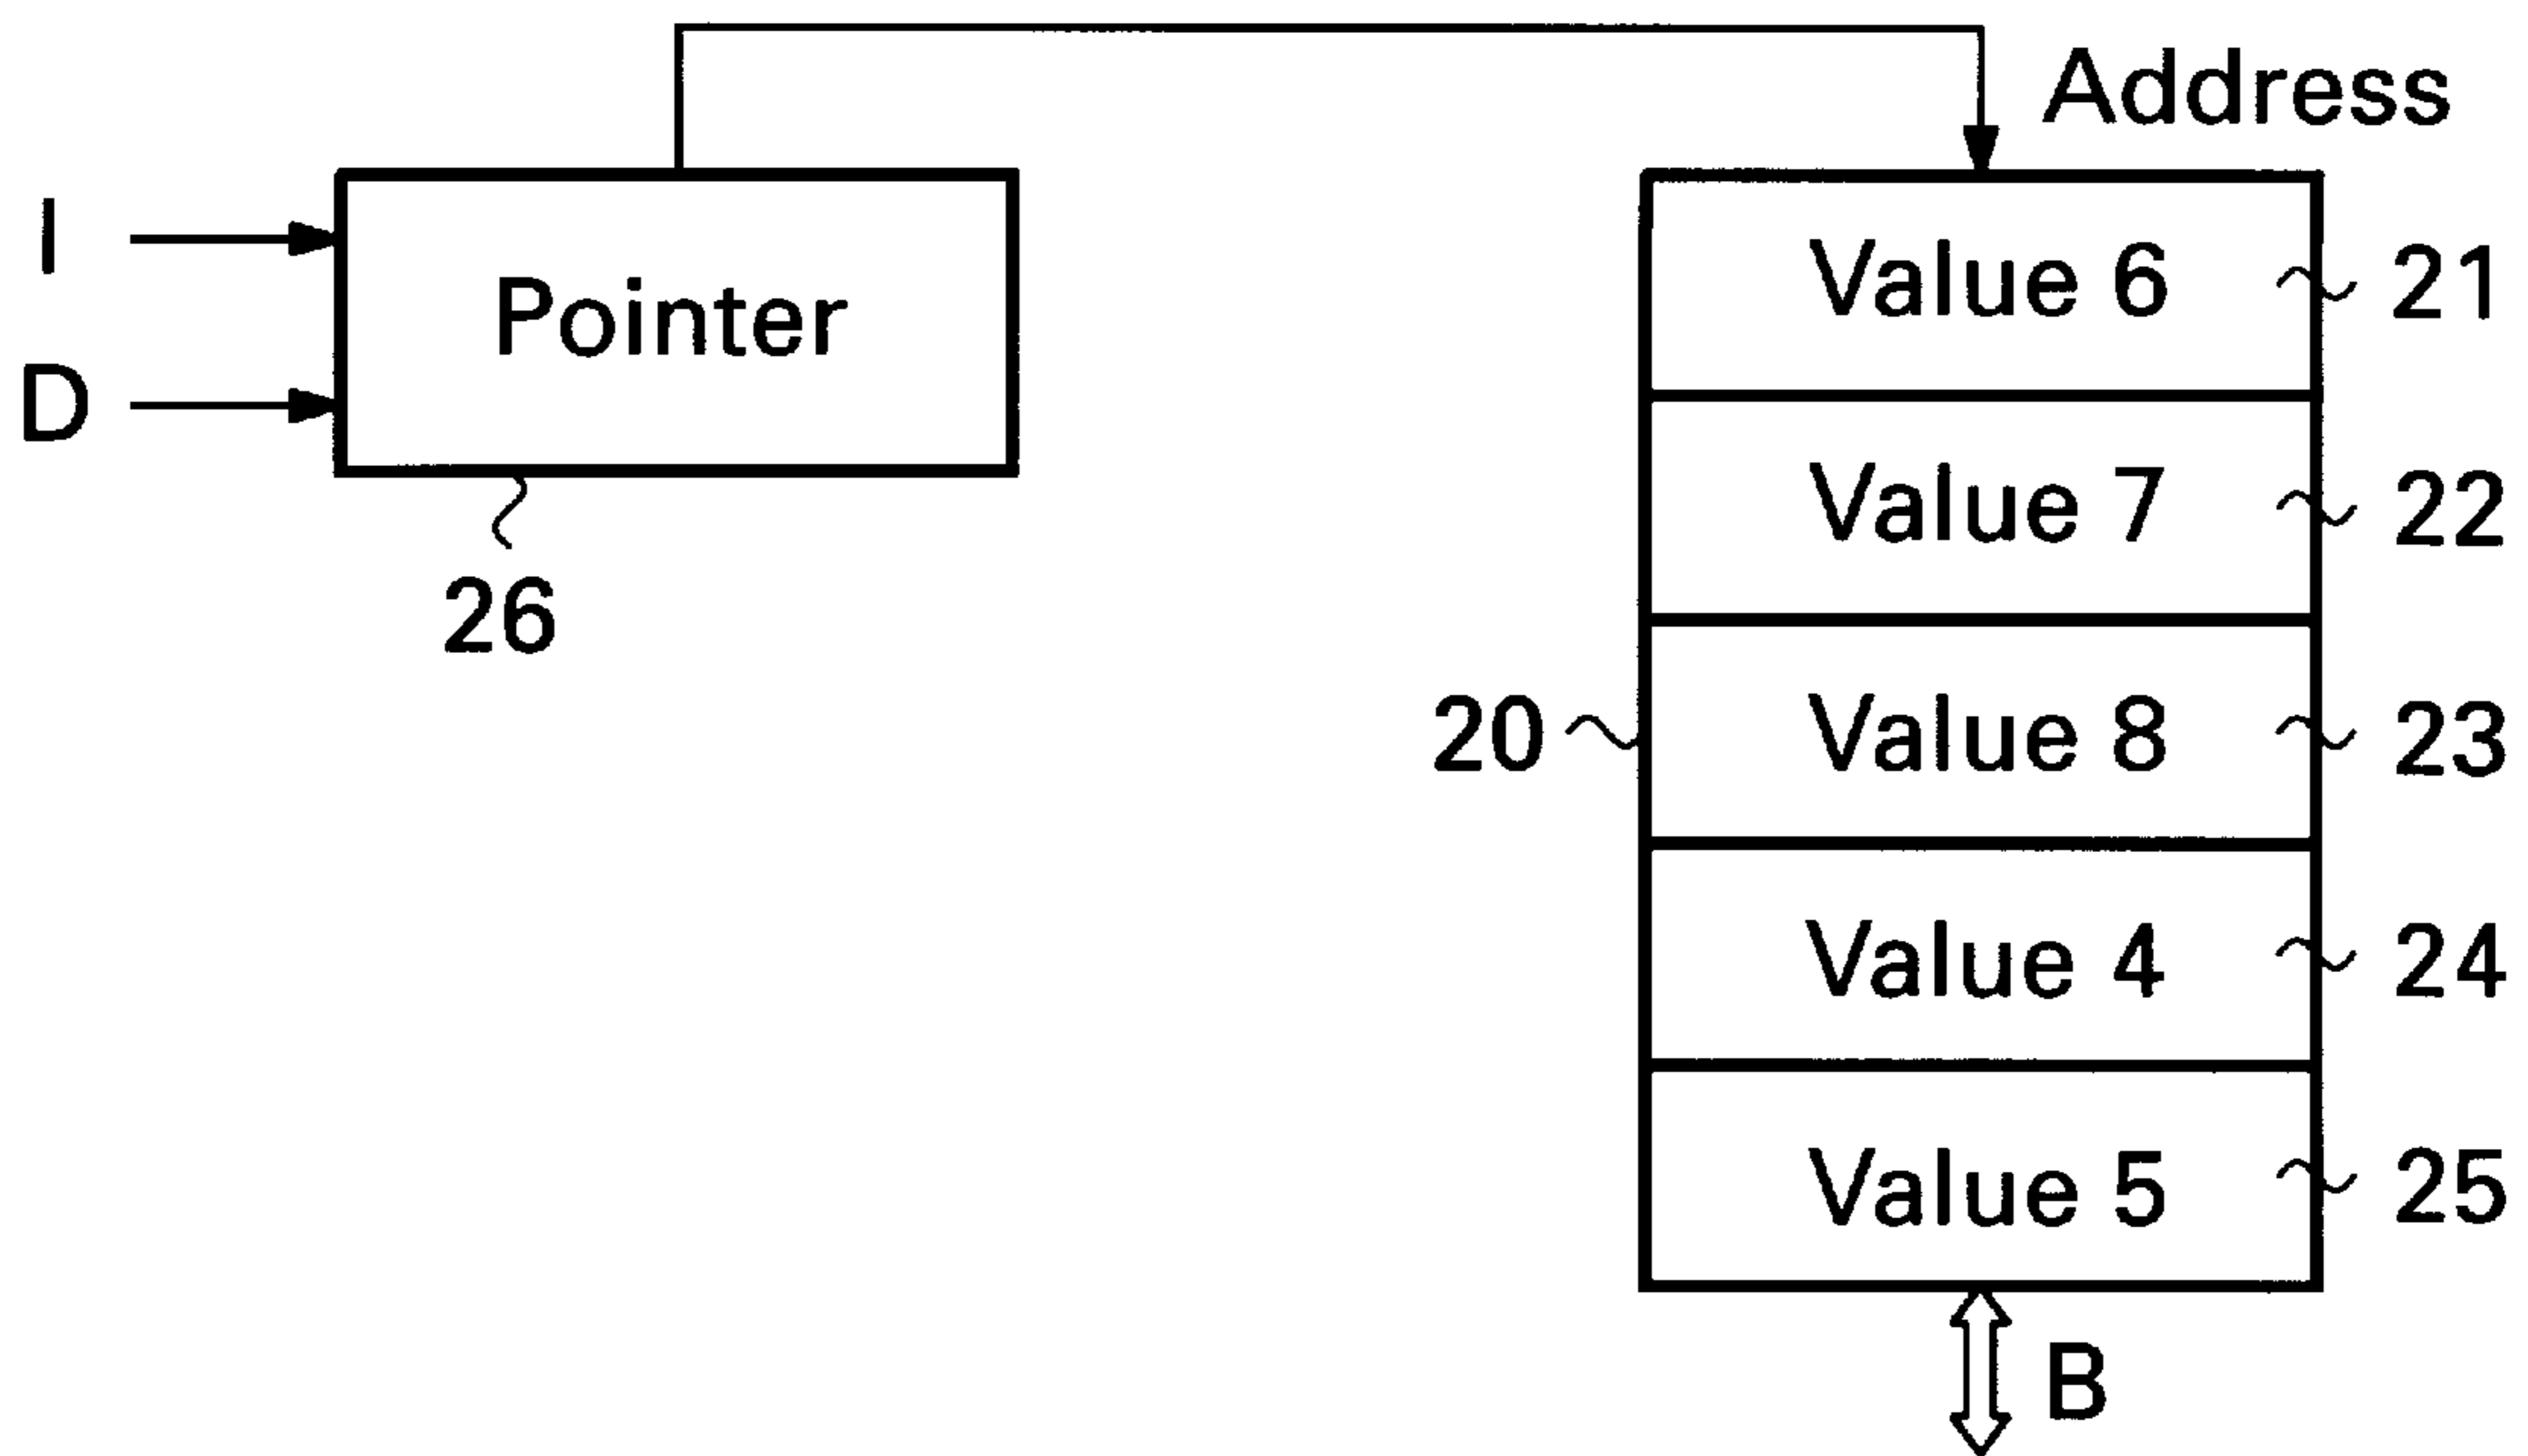 Address
I
Pointer
D
26
Value 6 21
Value 7 22
20 Value 8 23
Value 4 24
Value 5 25
B